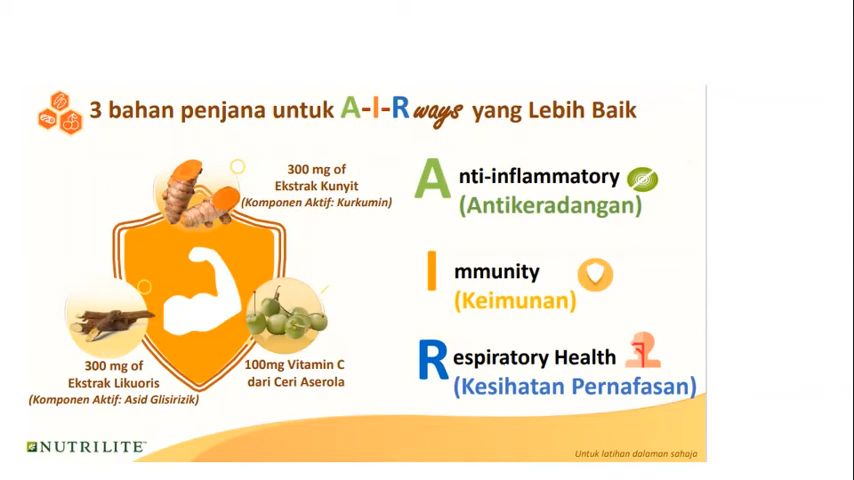 3 bahan penjana untuk A-I-R ways yang Lebih Baik
300 mg of
Ekstrak Kunyit
(Komponen Aktif: Kurkumin)
300 mg of
Ekstrak Likuoris
(Komponen Aktif: Asid Glisirizik)
100mg Vitamin C
dari Ceri Aserola
Anti-inflammatory
(Antikeradangan)
Immunity
(Keimunan)
Respiratory Health
(Kesihatan Pernafasan)
NUTRILITE™
Untuk latihan dalaman sahaja